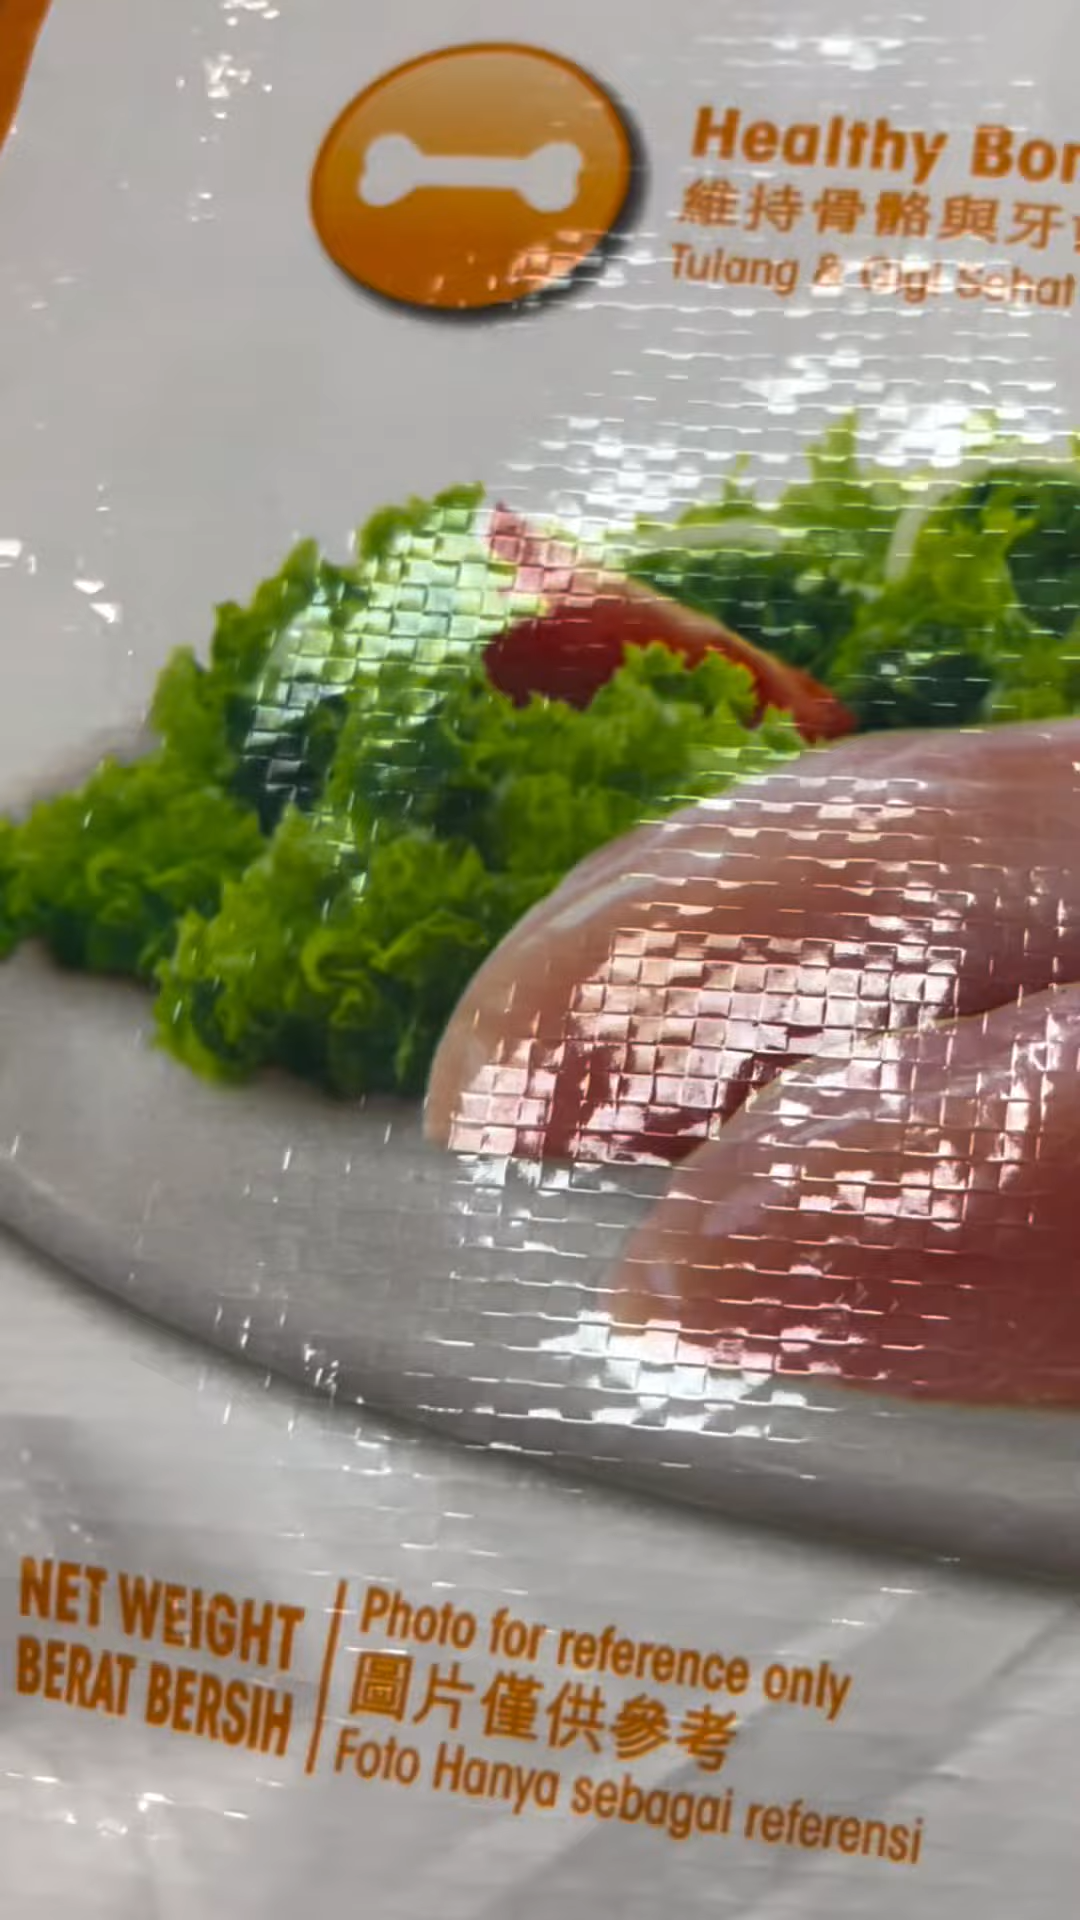 Healthy
維持骨骼與牙
Tulang & Gigi Sehat
NET WEIGHT
BERAT BERSIH
Photo for reference only
圖片僅供參考
Foto Hanya sebagai referensi